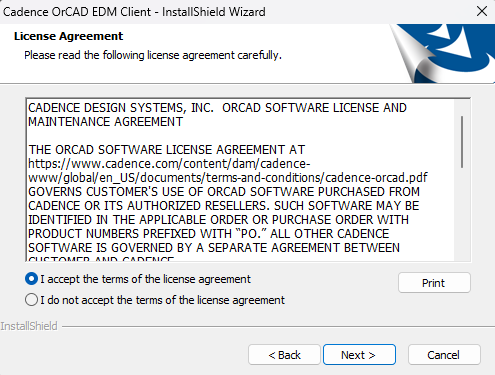 Cadence OrCAD EDM Client - InstallShield Wizard
License Agreement
Please read the following license agreement carefully.
CADENCE DESIGN SYSTEMS, INC.  ORCAD SOFTWARE LICENSE AND
MAINTENANCE AGREEMENT
THE ORCAD SOFTWARE LICENSE AGREEMENT AT
https://www.cadence.com/content/dam/cadence-
www/global/en_US/documents/terms-and-conditions/cadence-orcad.pdf
GOVERNS CUSTOMER'S USE OF ORCAD SOFTWARE PURCHASED FROM
CADENCE OR ITS AUTHORIZED RESELLERS. SUCH SOFTWARE MAY BE
IDENTIFIED IN THE APPLICABLE ORDER OR PURCHASE ORDER WITH
PRODUCT NUMBERS PREFIXED WITH “PO.” ALL OTHER CADENCE
SOFTWARE IS GOVERNED BY A SEPARATE AGREEMENT BETWEEN
CUSTOMER AND CADENCE.
I accept the terms of the license agreement
Print
I do not accept the terms of the license agreement
InstallShield
< Back
Next >
Cancel